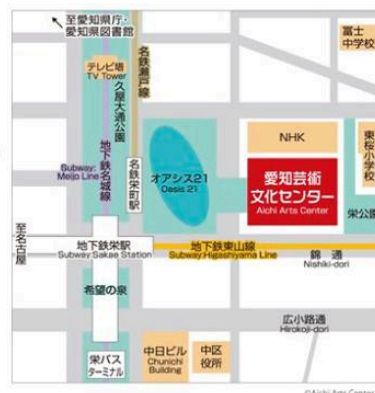 至愛知県庁・
愛知県図書館
富士
中学校
テレビ塔
TV Tower
久屋大通公園
名鉄瀬戸線
地下鉄名城線
Subway:
Meijo Line
名鉄栄町駅
オアシス21
Oasis 21
NHK
愛知芸術
文化センター
Aichi Arts Center
東桜小学校
栄公園
至名古屋
地下鉄栄駅
Subway:Sakae Station
地下鉄東山線
Subway:Higashiyama Line
錦 通
Nishiki-dori
希望の泉
広小路通
Hirokoji-dori
栄バス
ターミナル
中日ビル
Chunichi
Building
中区
役所
©Aichi Arts Center